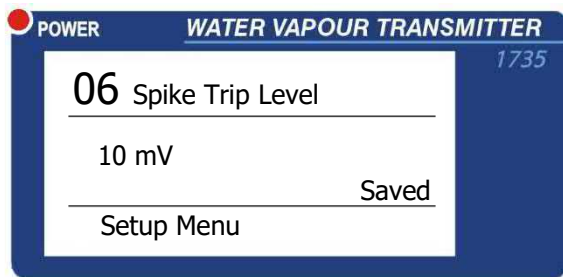 POWER WATER VAPOUR TRANSMITTER
1735
06 Spike Trip Level
10 mV
Saved
Setup Menu